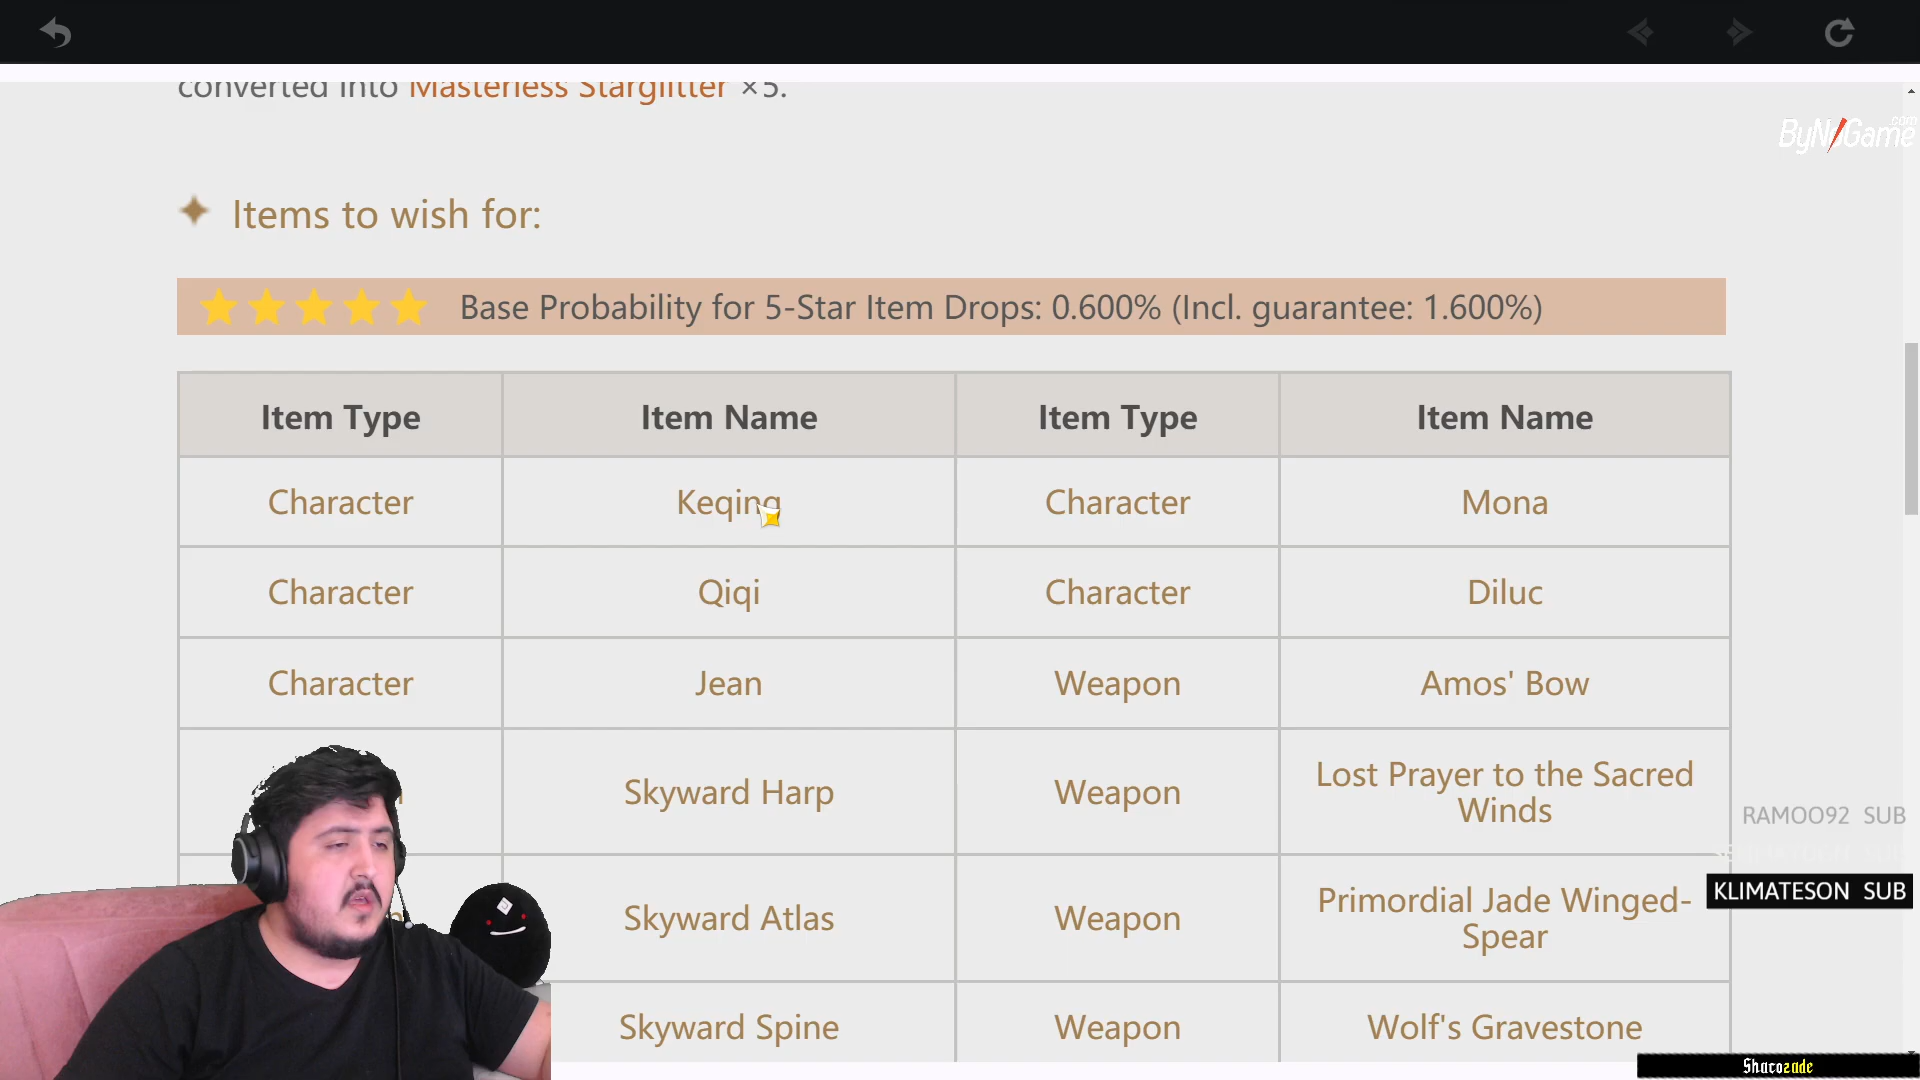 converted into Masterless Starglitter ×5.
ByNoGame.com
Items to wish for:
Base Probability for 5-Star Item Drops: 0.600% (Incl. guarantee: 1.600%)
Item Type Item Name Item Type Item Name
Character Keqing Character Mona
Character Qiqi Character Diluc
Character Jean Weapon Amos' Bow
Skyward Harp Weapon Lost Prayer to the Sacred
Winds
RAMOO92 SUB
Skyward Atlas Weapon Primordial Jade Winged-
Spear
KLIMATESON SUB
Skyward Spine Weapon Wolf's Gravestone
Shacozade